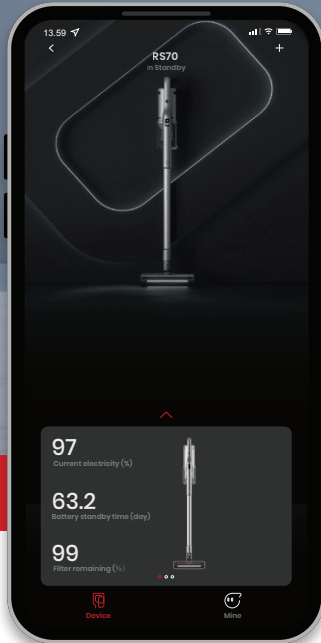 13.59
RS70
In Standby
97
Current electricity (%)
63.2
Battery standby time (day)
99
Filter remaining (%)
Device
Mine